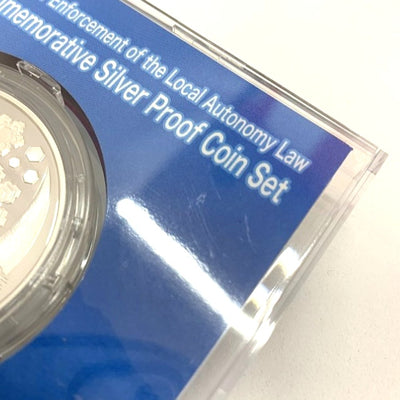 Enforcement of the Local Autonomy Law
memorative Silver Proof Coin Set